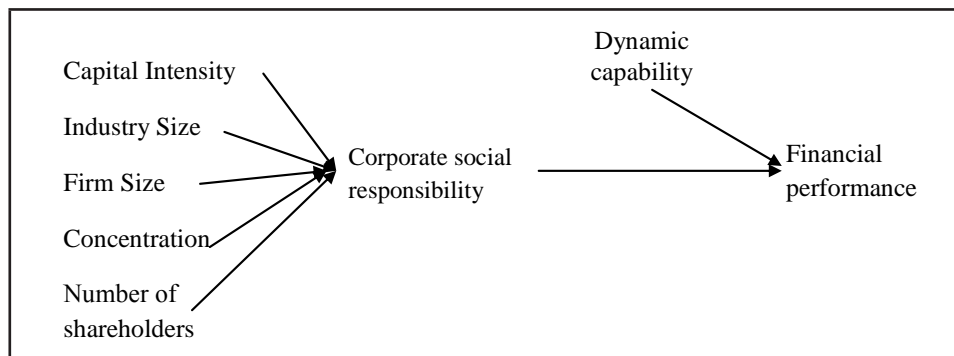 Dynamic
capability
Capital Intensity
Industry Size
Firm Size
Concentration
Number of
shareholders
Corporate social
responsibility
Financial
performance